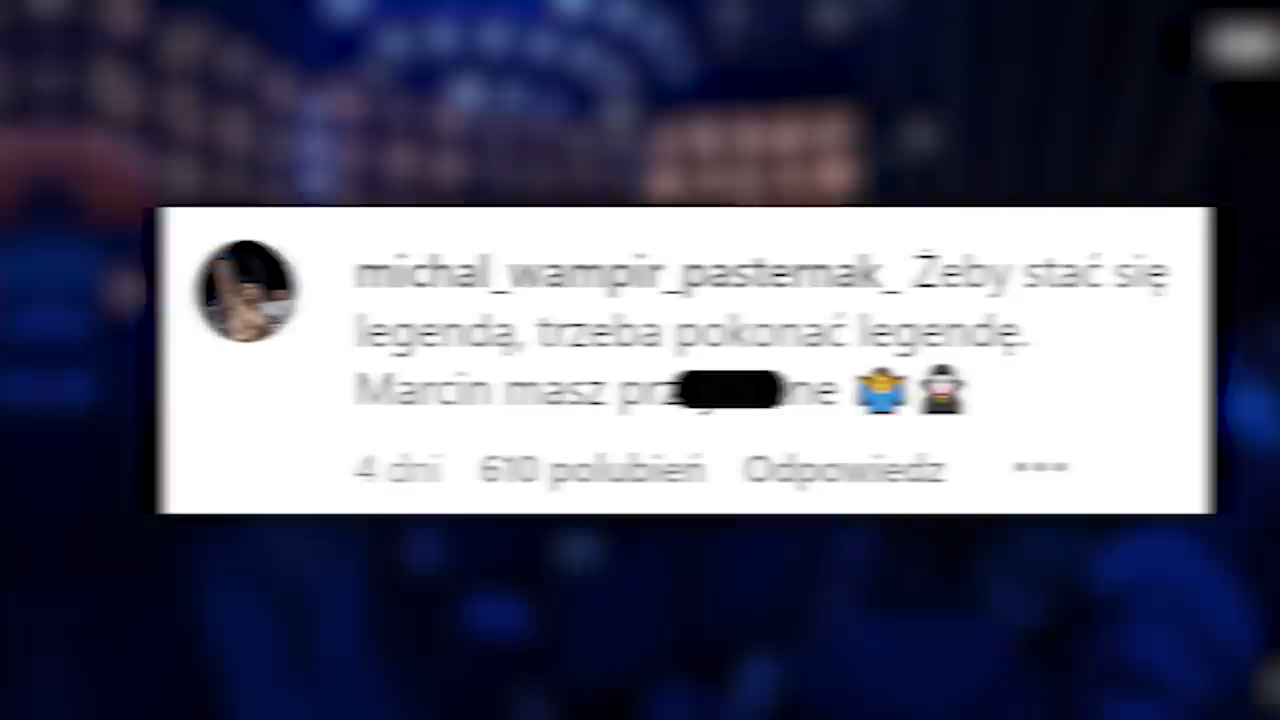 michal_wampir_pasternak_ Żeby stać się
legendą, trzeba pokonać legendę.
Marcin masz 🤷‍♂️🧛‍♂️
4 dni 610 polubień Odpowiedz ...